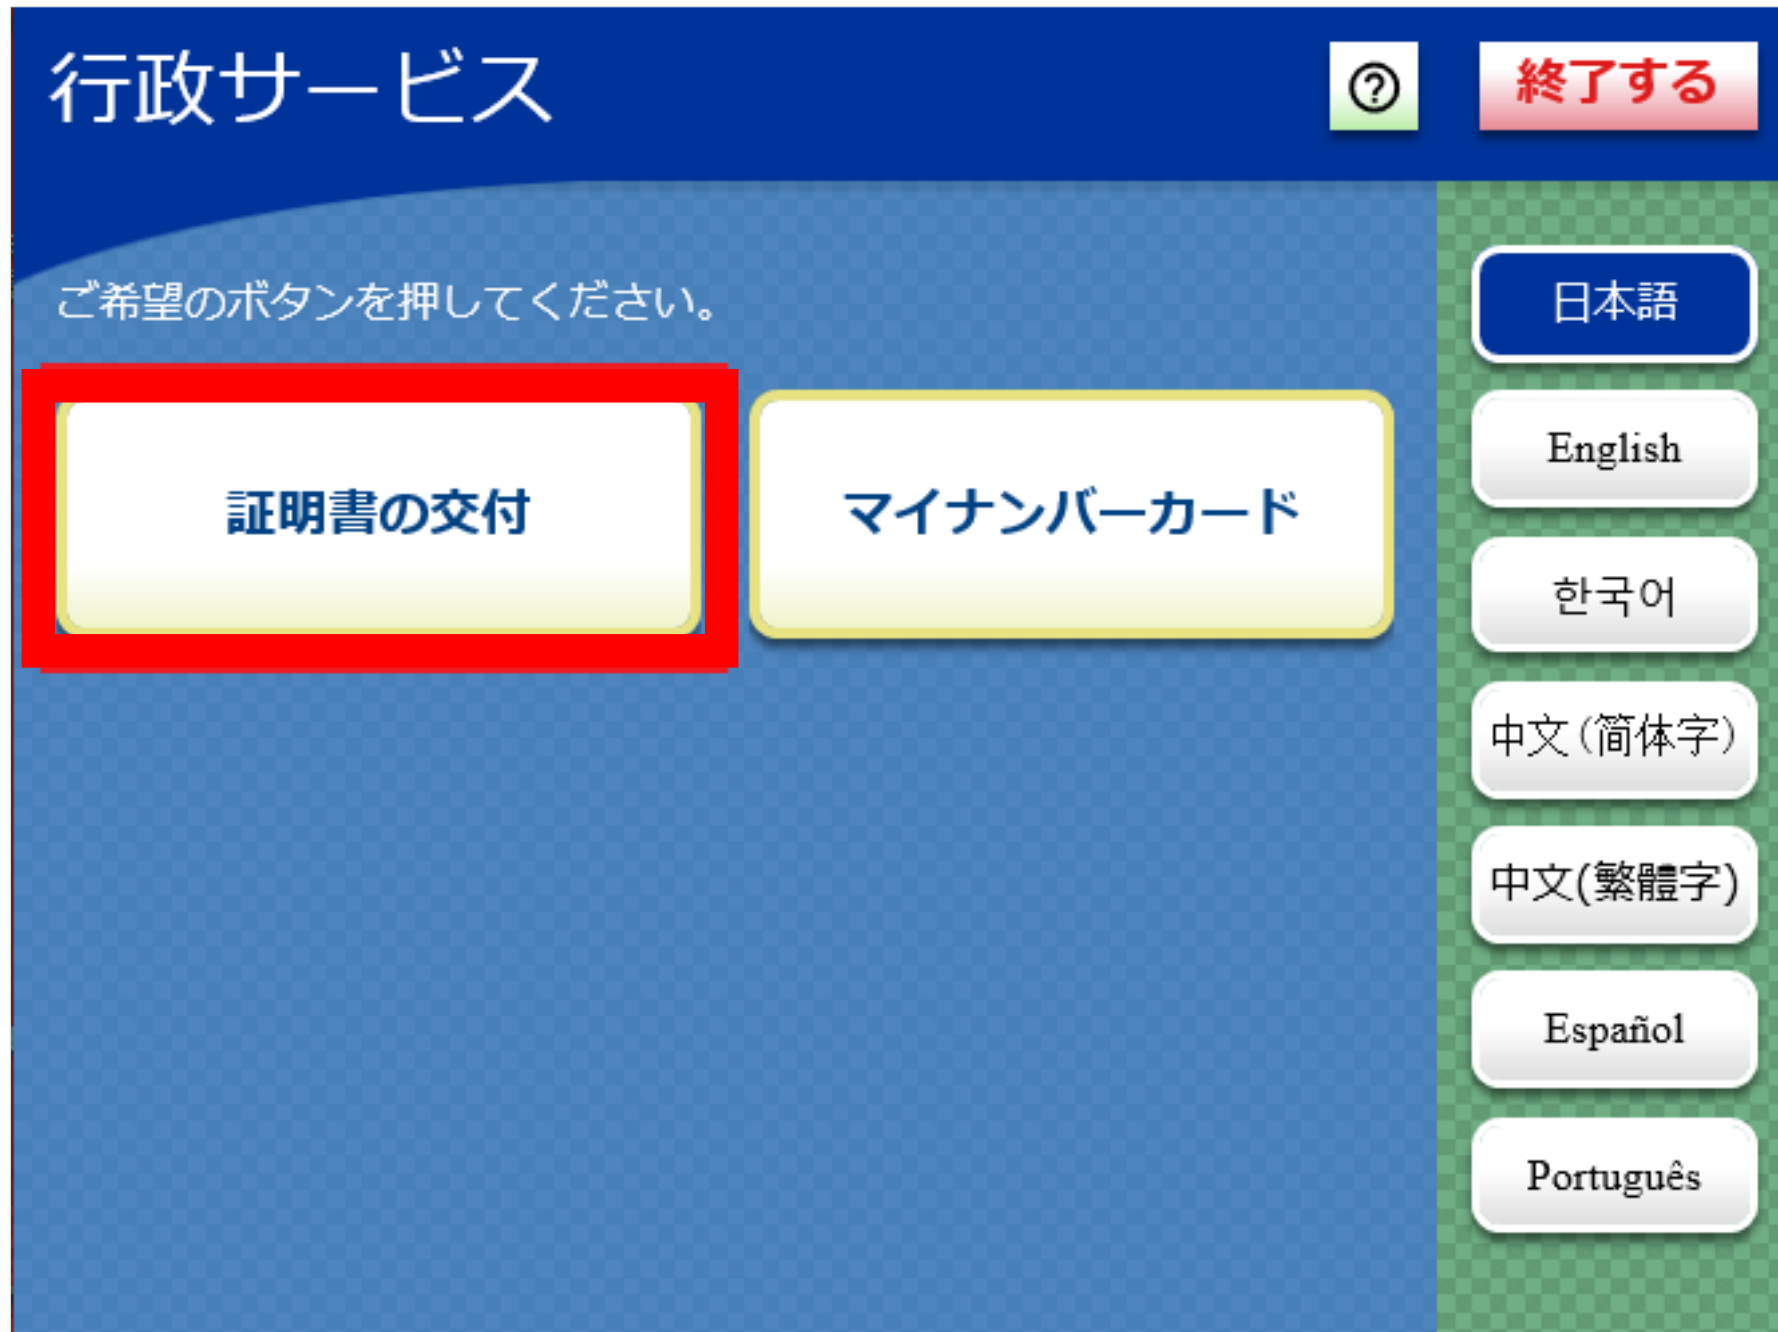 行政サービス
?
終了する
ご希望のボタンを押してください。
証明書の交付
マイナンバーカード
日本語
English
한국어
中文(简体字)
中文(繁體字)
Español
Português